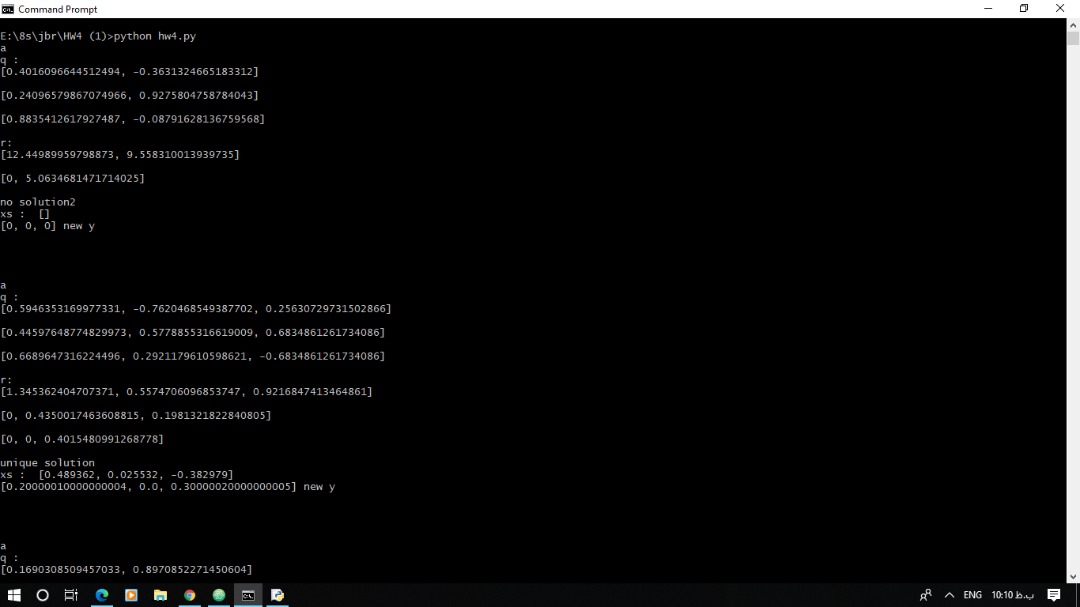 Command Prompt
E:\8s\jbr\HW4 (1)>python hw4.py
a
q :
[0.4016096644512494, -0.3631324665183312]
[0.24096579867074966, 0.9275804758784043]
[0.8835412617927487, -0.08791628136759568]
r:
[12.44989959798873, 9.558310013939735]
[0, 5.0634681471714025]
no solution2
xs :  []
[0, 0, 0] new y
a
q :
[0.5946353169977331, -0.7620468549387702, 0.25630729731502866]
[0.44597648774829973, 0.5778855316619009, 0.6834861261734086]
[0.6689647316224496, 0.2921179610598621, -0.6834861261734086]
r:
[1.345362404707371, 0.5574706096853747, 0.9216847413464861]
[0, 0.4350017463608815, 0.1981321822840805]
[0, 0, 0.4015480991268778]
unique solution
xs :  [0.489362, 0.025532, -0.382979]
[0.20000010000000004, 0.0, 0.30000020000000005] new y
a
q :
[0.1690308509457033, 0.8970852271450604]
ENG
10:10 ب.ظ